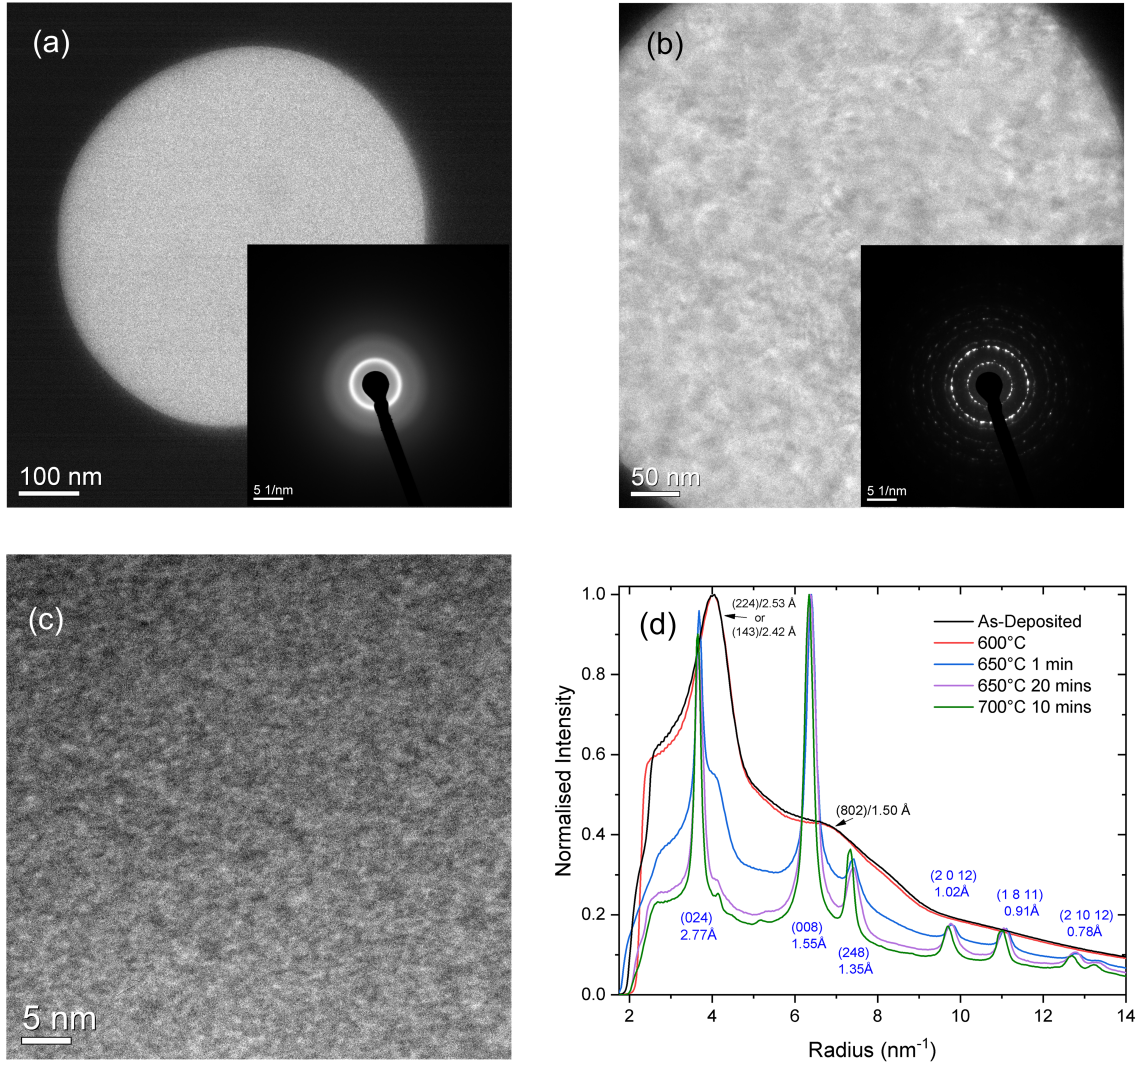 (a)
100 nm
5 1/nm
(b)
50 nm
5 1/nm
(c)
5 nm
(d)
Normalised Intensity
1.0
0.8
0.6
0.4
0.2
0.0
2 4 6 8 10 12 14
Radius (nm⁻¹)
As-Deposited
600°C
650°C 1 min
650°C 20 mins
700°C 10 mins
(224)/2.53 Å
or
(143)/2.42 Å
(802)/1.50 Å
(024)
2.77Å
(008)
1.55Å
(248)
1.35Å
(2 0 12)
1.02Å
(1 8 11)
0.91Å
(2 10 12)
0.78Å